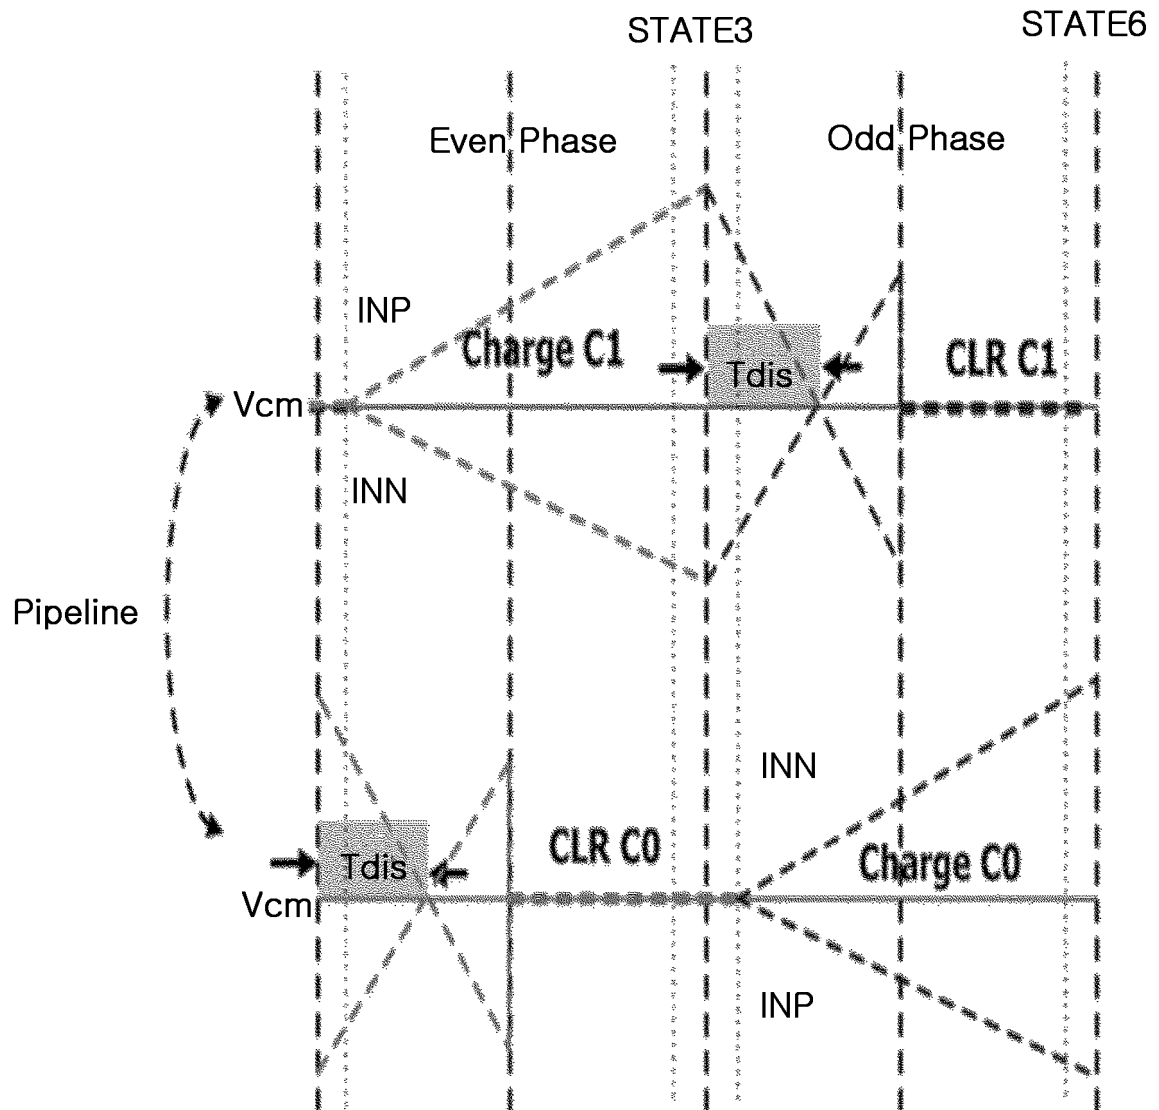 STATE3
STATE6
Even Phase
Odd Phase
INP
Charge C1
Tdis
CLR C1
Vcm
INN
Pipeline
INN
CLR C0
Charge C0
Tdis
Vcm
INP